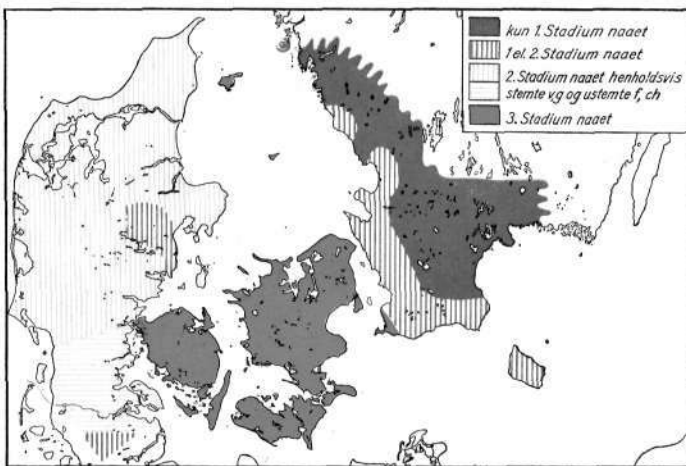 kun 1. Stadium naaet
1 el. 2. Stadium naaet
2. Stadium naaet henholdsvis
stemte v,g og ustemte f, ch
3. Stadium naaet